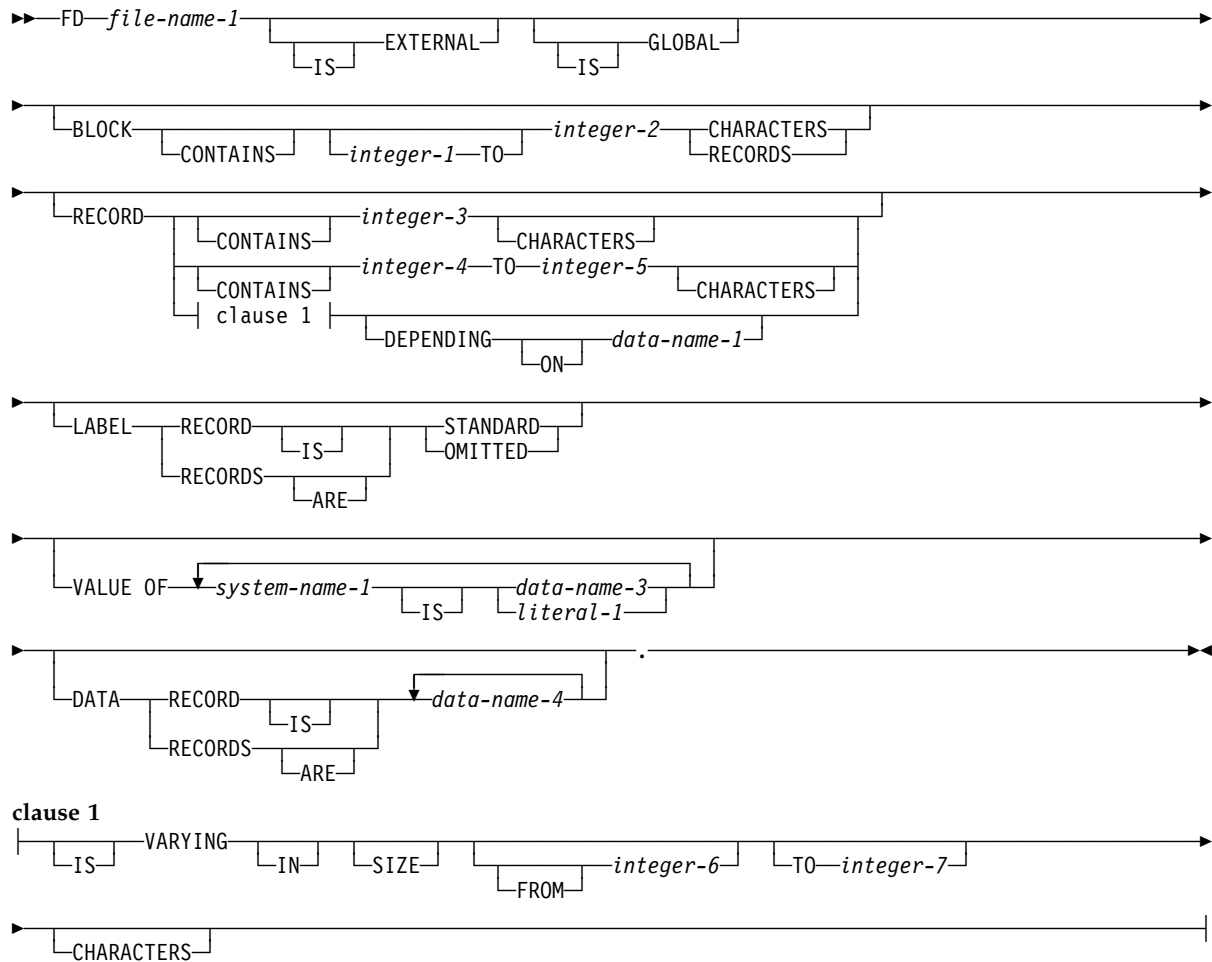 FD file-name-1 EXTERNAL GLOBAL
IS IS
BLOCK integer-2 CHARACTERS
CONTAINS integer-1 TO RECORDS
RECORD integer-3
CONTAINS CHARACTERS
integer-4 TO integer-5
CONTAINS CHARACTERS
clause 1
DEPENDING data-name-1
ON
LABEL RECORD STANDARD
IS OMITTED
RECORDS
ARE
VALUE OF system-name-1 data-name-3
IS literal-1
.
DATA RECORD data-name-4
IS
RECORDS
ARE
clause 1
VARYING integer-6 TO integer-7
IS IN SIZE FROM
CHARACTERS